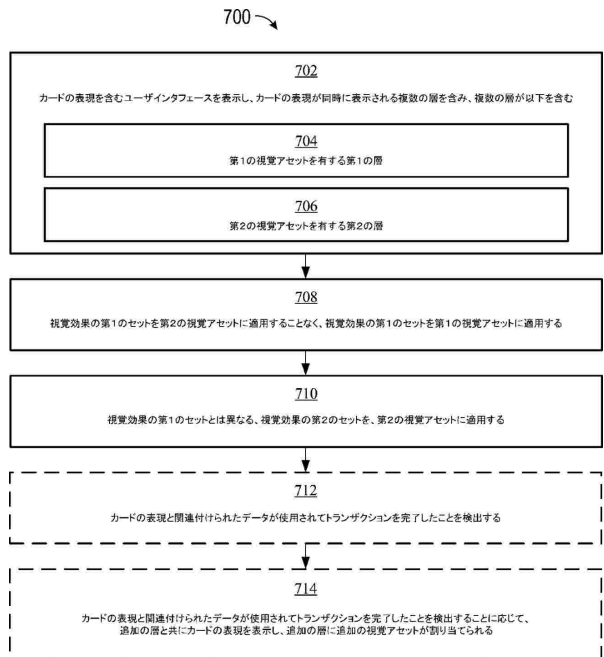 700
702
カードの表現を含むユーザインタフェースを表示し、カードの表現が同時に表示される複数の層を含み、複数の層が以下を含む
704
第1の視覚アセットを有する第1の層
706
第2の視覚アセットを有する第2の層
708
視覚効果の第1のセットを第2の視覚アセットに適用することなく、視覚効果の第1のセットを第1の視覚アセットに適用する
710
視覚効果の第1のセットとは異なる、視覚効果の第2のセットを、第2の視覚アセットに適用する
712
カードの表現と関連付けられたデータが使用されてトランザクションを完了したことを検出する
714
カードの表現と関連付けられたデータが使用されてトランザクションを完了したことを検出することに応じて、
追加の層と共にカードの表現を表示し、追加の層に追加の視覚アセットが割り当てられる